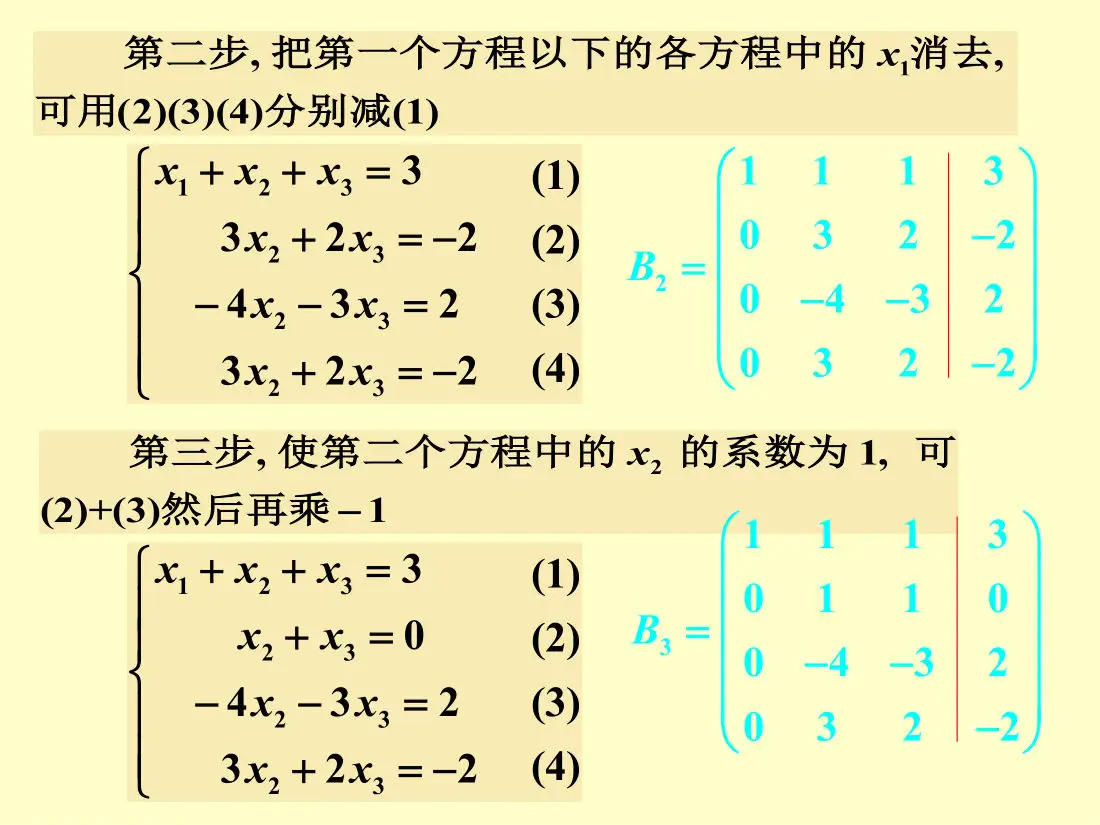 第二步, 把第一个方程以下的各方程中的 x₁消去,
可用(2)(3)(4)分别减(1)
x₁ + x₂ + x₃ = 3 (1)
3x₂ + 2x₃ = −2 (2)
− 4x₂ − 3x₃ = 2 (3)
3x₂ + 2x₃ = −2 (4)
B₂ =
1 1 1 3
0 3 2 −2
0 −4 −3 2
0 3 2 −2
第三步, 使第二个方程中的 x₂ 的系数为 1, 可
(2)+(3)然后再乘 − 1
x₁ + x₂ + x₃ = 3 (1)
x₂ + x₃ = 0 (2)
− 4x₂ − 3x₃ = 2 (3)
3x₂ + 2x₃ = −2 (4)
B₃ =
1 1 1 3
0 1 1 0
0 −4 −3 2
0 3 2 −2